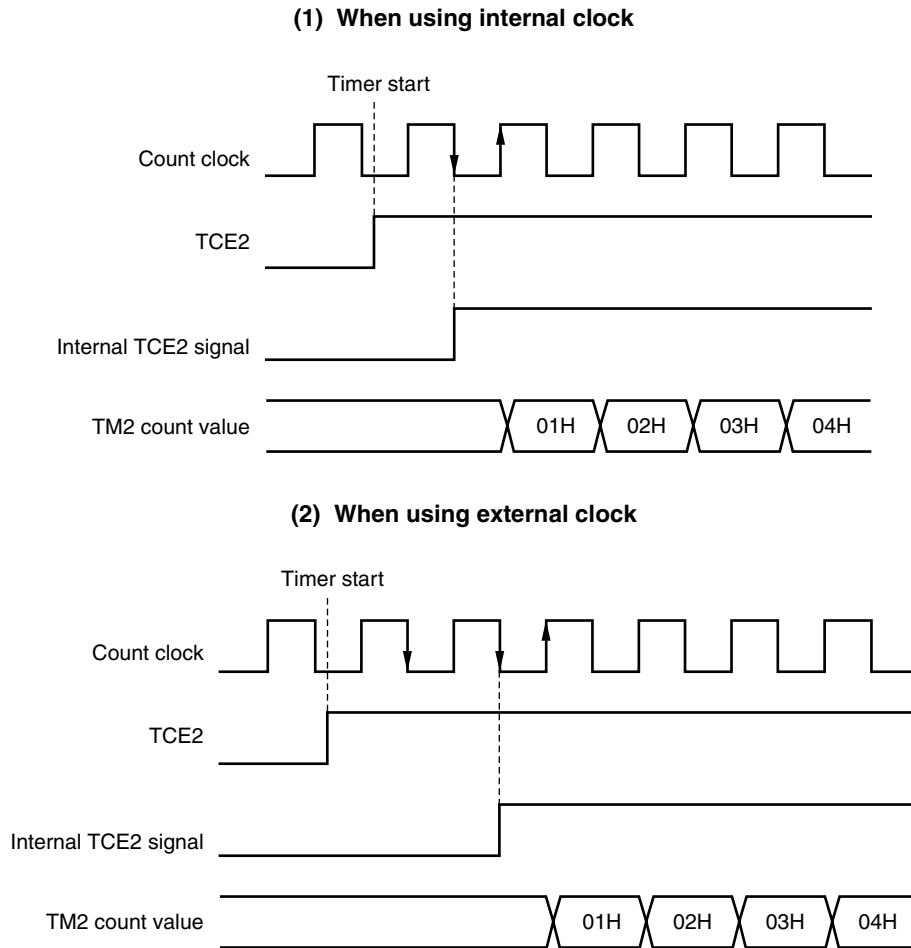 (1) When using internal clock
Timer start
Count clock
TCE2
Internal TCE2 signal
TM2 count value
01H 02H 03H 04H
(2) When using external clock
Timer start
Count clock
TCE2
Internal TCE2 signal
TM2 count value
01H 02H 03H 04H